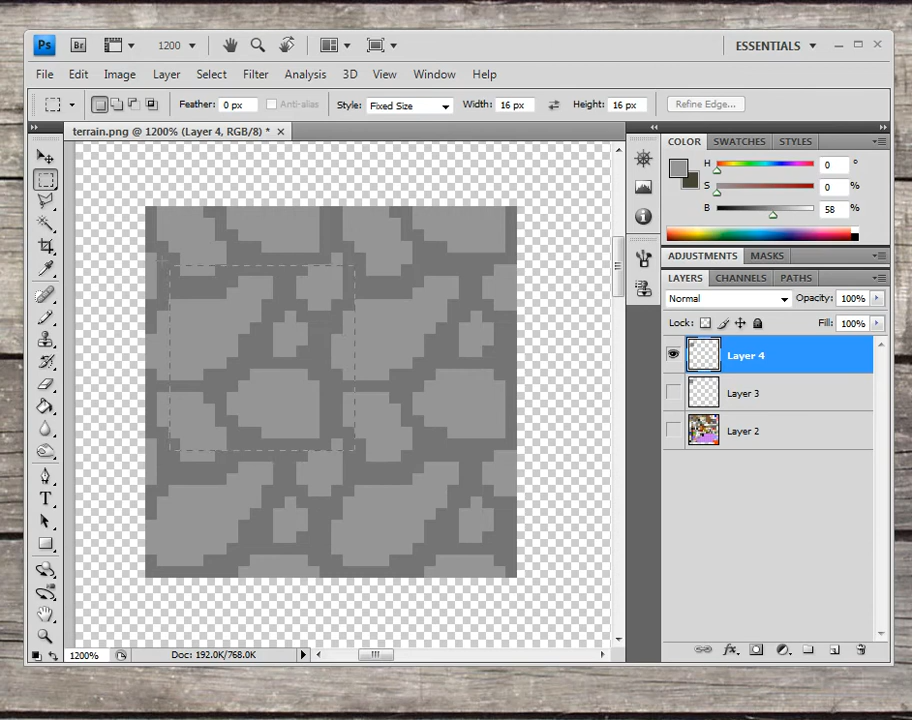 Ps Br 1200 ESSENTIALS
File Edit Image Layer Select Filter Analysis 3D View Window Help
Feather: 0 px Anti-alias Style: Fixed Size Width: 16 px Height: 16 px Refine Edge...
terrain.png @ 1200% (Layer 4, RGB/8) *
COLOR SWATCHES STYLES
H 0 °
S 0 %
B 58 %
ADJUSTMENTS MASKS
LAYERS CHANNELS PATHS
Normal Opacity: 100%
Lock: Fill: 100%
Layer 4
Layer 3
Layer 2
T
fx
1200% Doc: 192.0K/768.0K